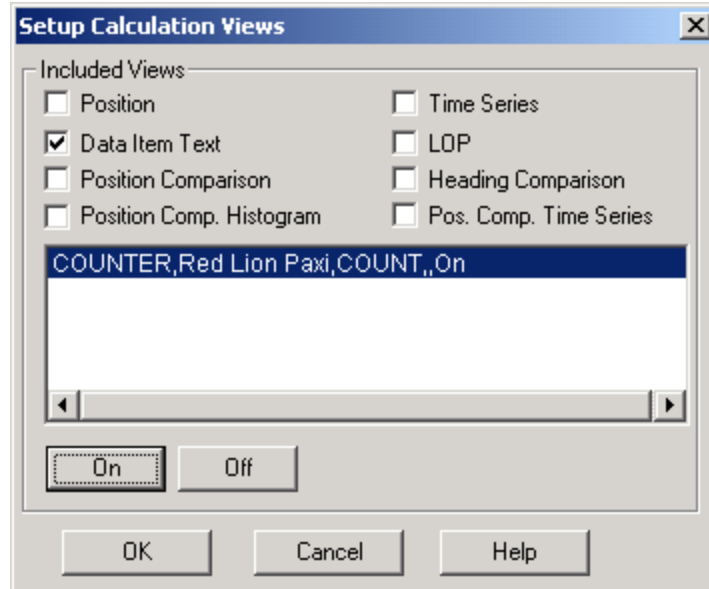 Setup Calculation Views
Included Views
Position
Time Series
Data Item Text
LOP
Position Comparison
Heading Comparison
Position Comp. Histogram
Pos. Comp. Time Series
COUNTER,Red Lion Paxi,COUNT,,On
On
Off
OK
Cancel
Help